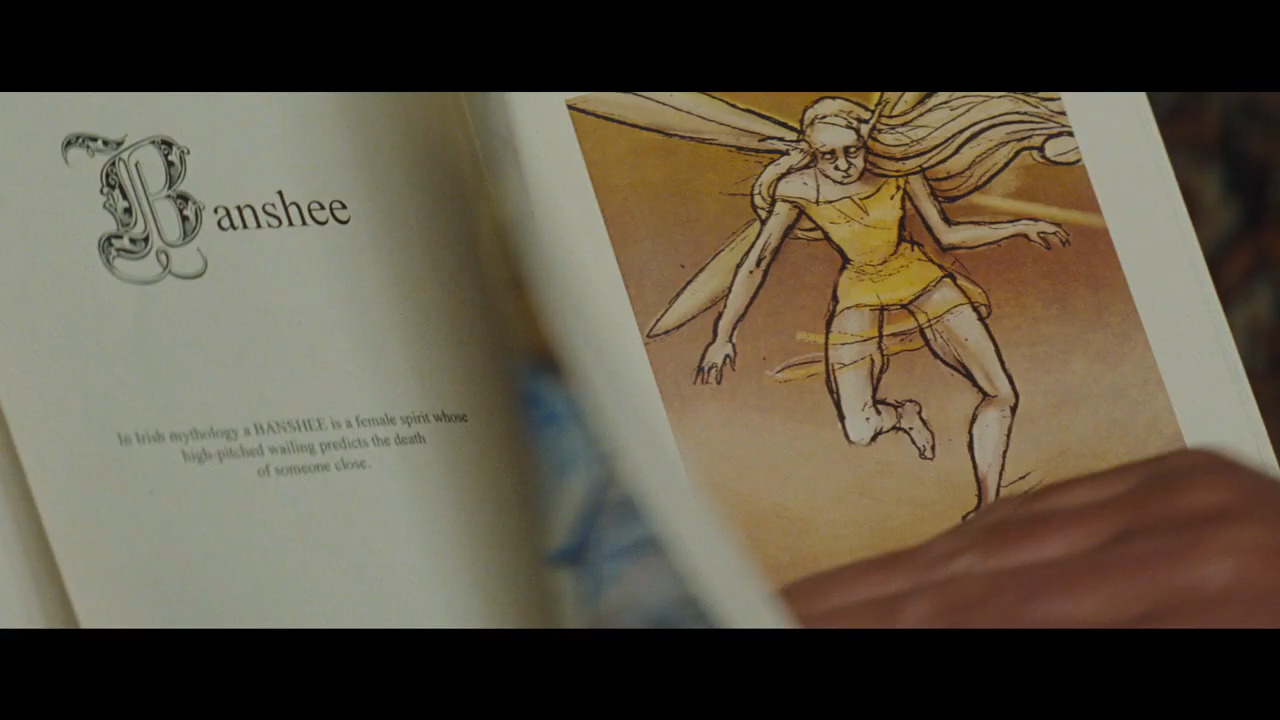 Banshee
In Irish mythology a BANSHEE is a female spirit whose
high-pitched wailing predicts the death
of someone close.